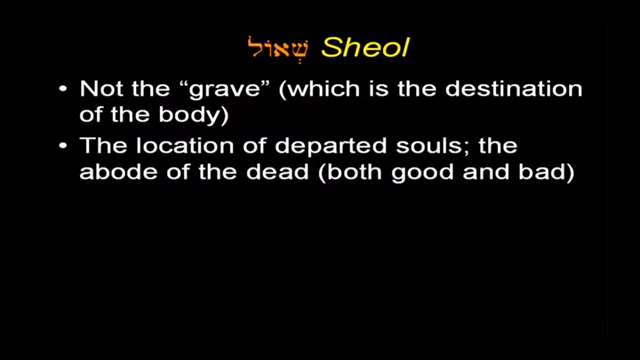 שְׁאוֹל Sheol
• Not the “grave” (which is the destination
of the body)
• The location of departed souls; the
abode of the dead (both good and bad)